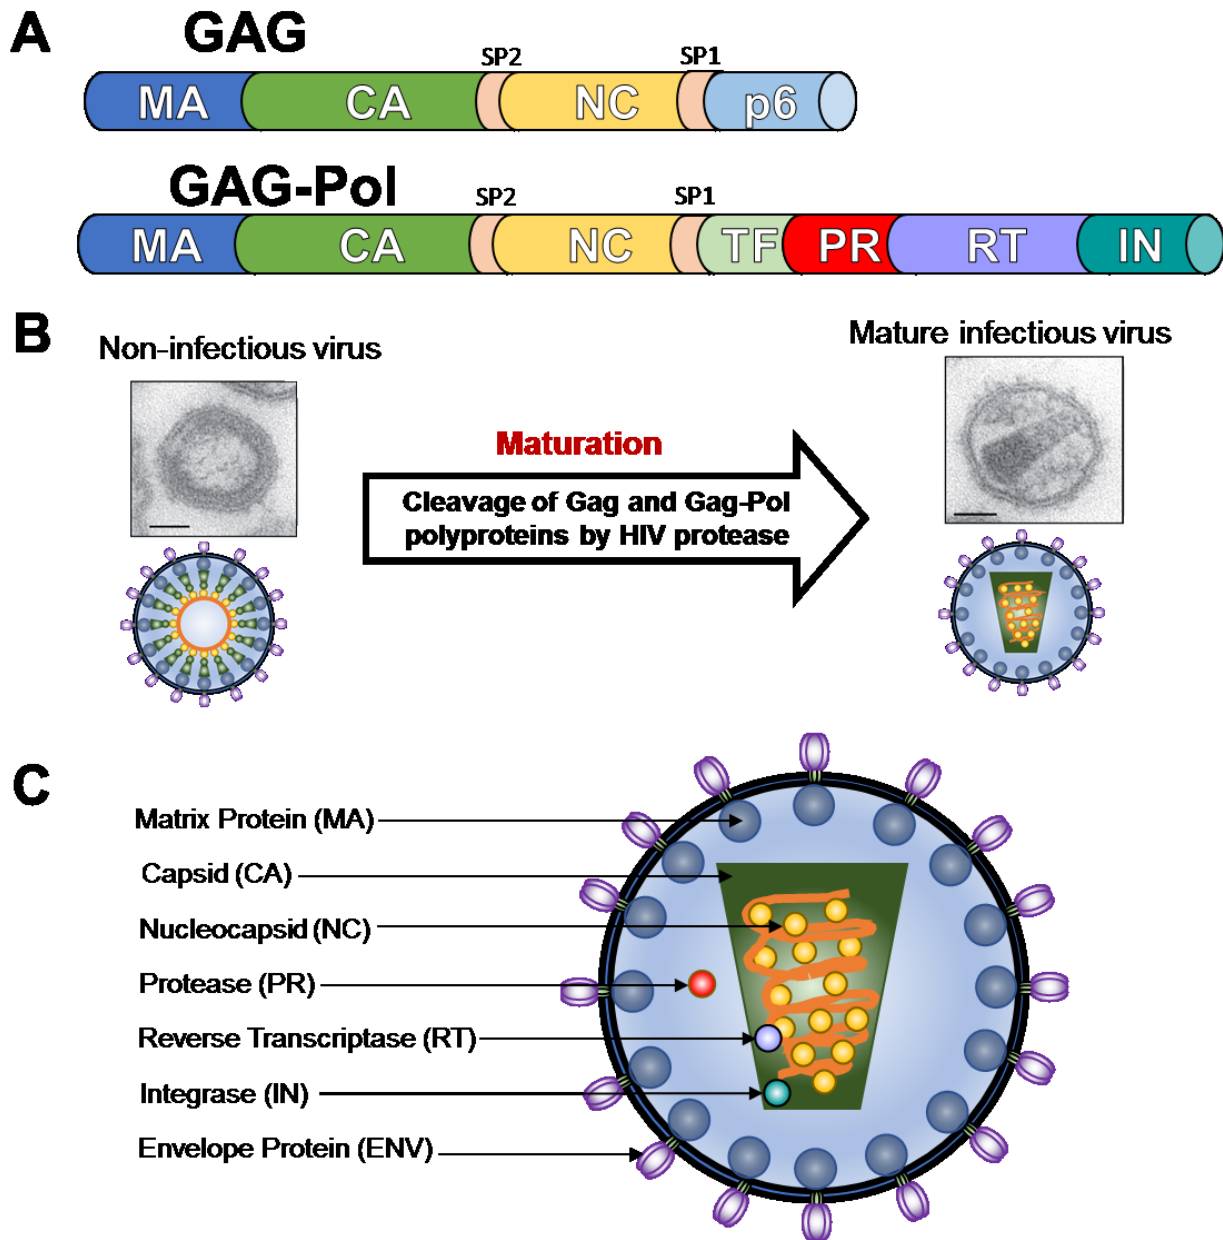 A
GAG
SP2
SP1
MA
CA
NC
p6
GAG-Pol
SP2
SP1
MA
CA
NC
TF
PR
RT
IN
B
Non-infectious virus
Mature infectious virus
Maturation
Cleavage of Gag and Gag-Pol
polyproteins by HIV protease
C
Matrix Protein (MA)
Capsid (CA)
Nucleocapsid (NC)
Protease (PR)
Reverse Transcriptase (RT)
Integrase (IN)
Envelope Protein (ENV)